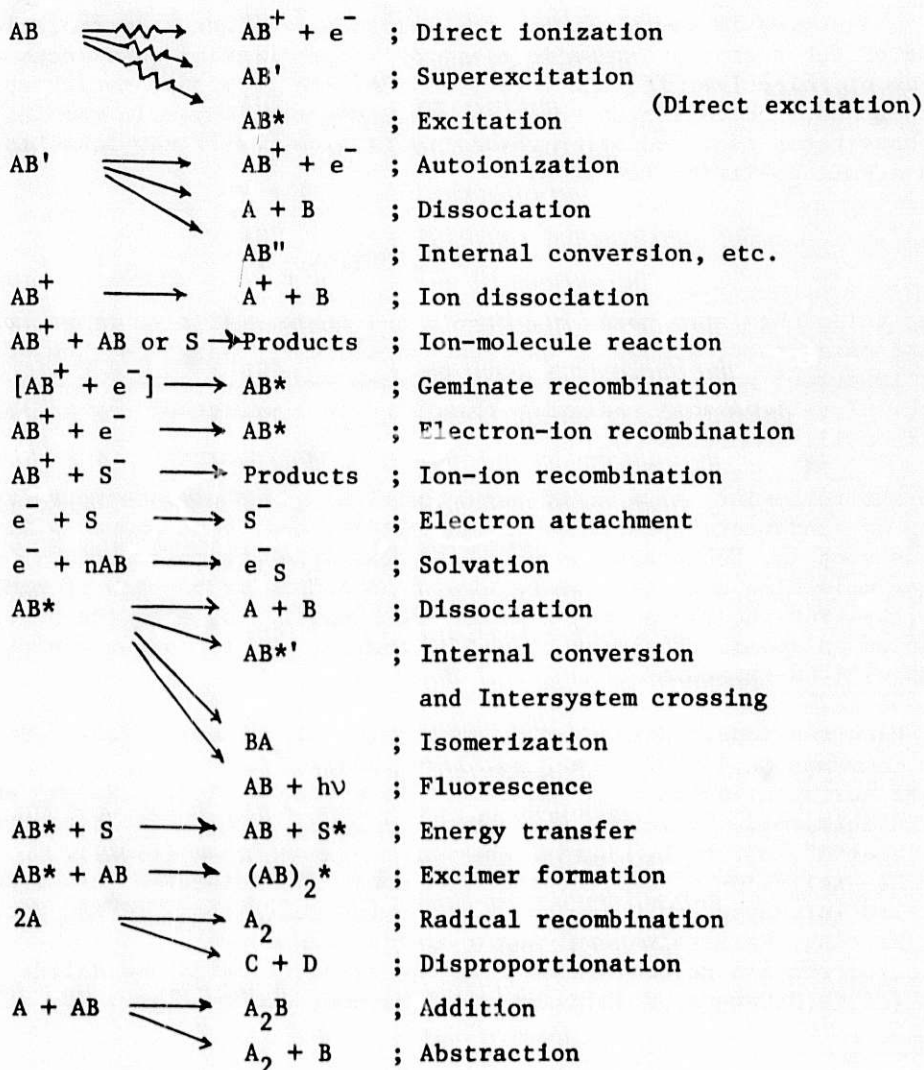 AB → AB⁺ + e⁻ ; Direct ionization
AB' ; Superexcitation
(Direct excitation)
AB* ; Excitation
AB' → AB⁺ + e⁻ ; Autoionization
A + B ; Dissociation
AB" ; Internal conversion, etc.
AB⁺ → A⁺ + B ; Ion dissociation
AB⁺ + AB or S → Products ; Ion-molecule reaction
[AB⁺ + e⁻] → AB* ; Geminate recombination
AB⁺ + e⁻ → AB* ; Electron-ion recombination
AB⁺ + S⁻ → Products ; Ion-ion recombination
e⁻ + S → S⁻ ; Electron attachment
e⁻ + nAB → e⁻S ; Solvation
AB* → A + B ; Dissociation
AB*' ; Internal conversion
and Intersystem crossing
BA ; Isomerization
AB + hν ; Fluorescence
AB* + S → AB + S* ; Energy transfer
AB* + AB → (AB)₂* ; Excimer formation
2A → A₂ ; Radical recombination
C + D ; Disproportionation
A + AB → A₂B ; Addition
A₂ + B ; Abstraction